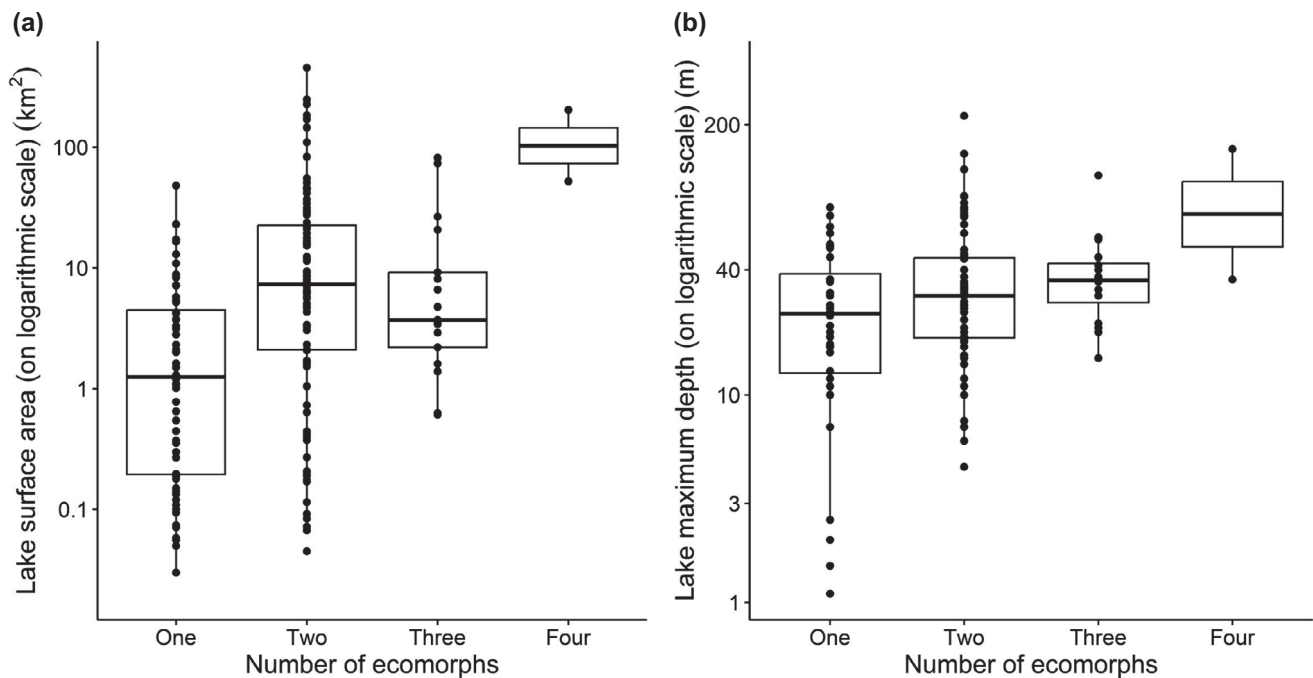 (a)
Lake surface area (on logarithmic scale) (km²)
100
10
1
0.1
One Two Three Four
Number of ecomorphs
(b)
Lake maximum depth (on logarithmic scale) (m)
200
40
10
3
1
One Two Three Four
Number of ecomorphs